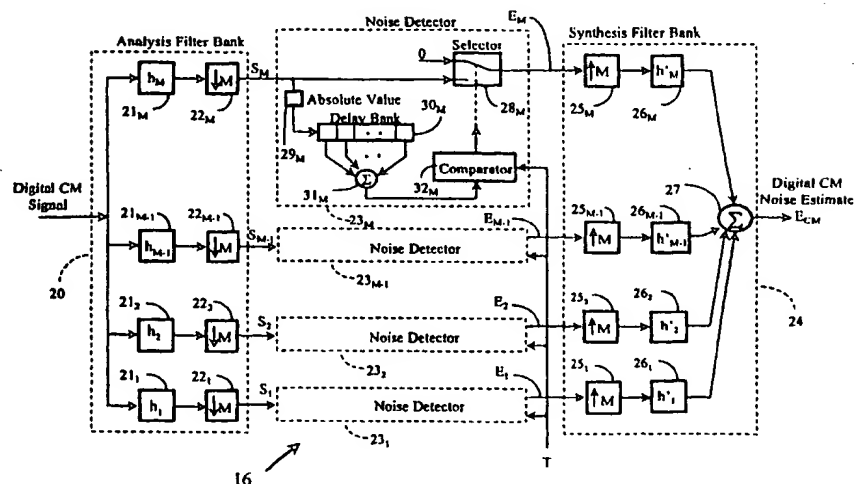 Noise Detector
E_M
Analysis Filter Bank
Synthesis Filter Bank
S_M
0
Selector
h_M
↓M
↑M
h'_M
21_M
22_M
Absolute Value
Delay Bank
30_M
28_M
25_M
26_M
29_M
. .
. .
Σ
Comparator
31_M
32_M
27
Digital CM
Noise Estimate
E_CM
Σ
Digital CM
Signal
21_M-1
22_M-1
S_M-1
23_M
E_M-1
25_M-1
26_M-1
h_M-1
↓M
Noise Detector
↑M
h'_M-1
20
23_M-1
21_2
22_2
S_2
E_2
25_2
26_2
h_2
↓M
Noise Detector
↑M
h'_2
24
23_2
21_1
22_1
S_1
E_1
25_1
26_1
h_1
↓M
Noise Detector
↑M
h'_1
23_1
16
T